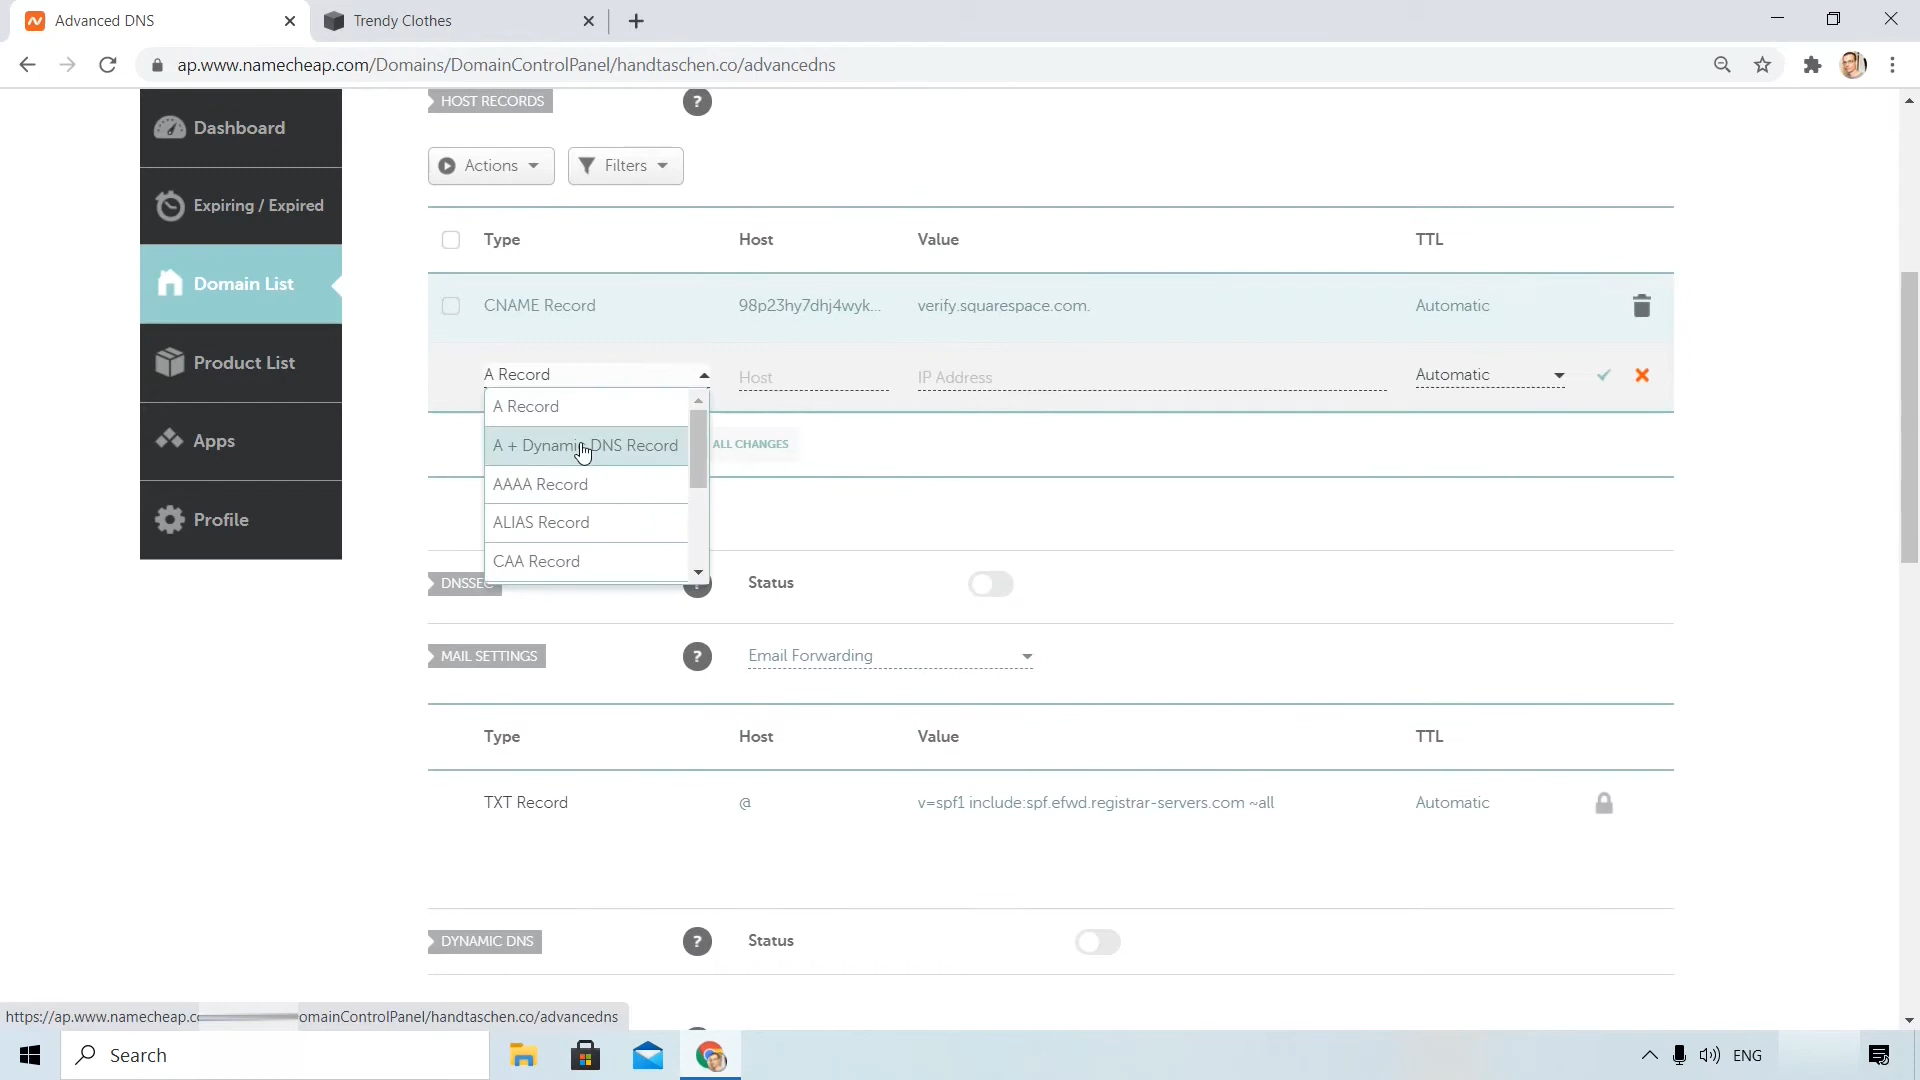 Advanced DNS
Trendy Clothes
ap.www.namecheap.com/Domains/DomainControlPanel/handtaschen.co/advancedns
HOST RECORDS
?
Dashboard
Expiring / Expired
Domain List
Product List
Apps
Profile
Actions
Filters
Type Host Value TTL
CNAME Record 98p23hy7dhj4wyk... verify.squarespace.com. Automatic
A Record Host IP Address Automatic
A Record
A + Dynamic DNS Record
AAAA Record
ALIAS Record
CAA Record
ALL CHANGES
DNSSEC ? Status
MAIL SETTINGS ? Email Forwarding
Type Host Value TTL
TXT Record @ v=spf1 include:spf.efwd.registrar-servers.com ~all Automatic
DYNAMIC DNS ? Status
https://ap.www.namecheap.c omainControlPanel/handtaschen.co/advancedns
Search
ENG